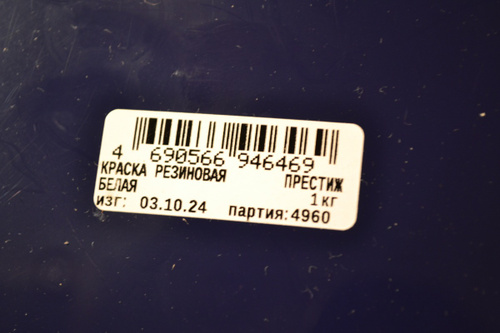 4 690566 946469
КРАСКА РЕЗИНОВАЯ ПРЕСТИЖ
БЕЛАЯ 1 кг
изг: 03.10.24 партия:4960